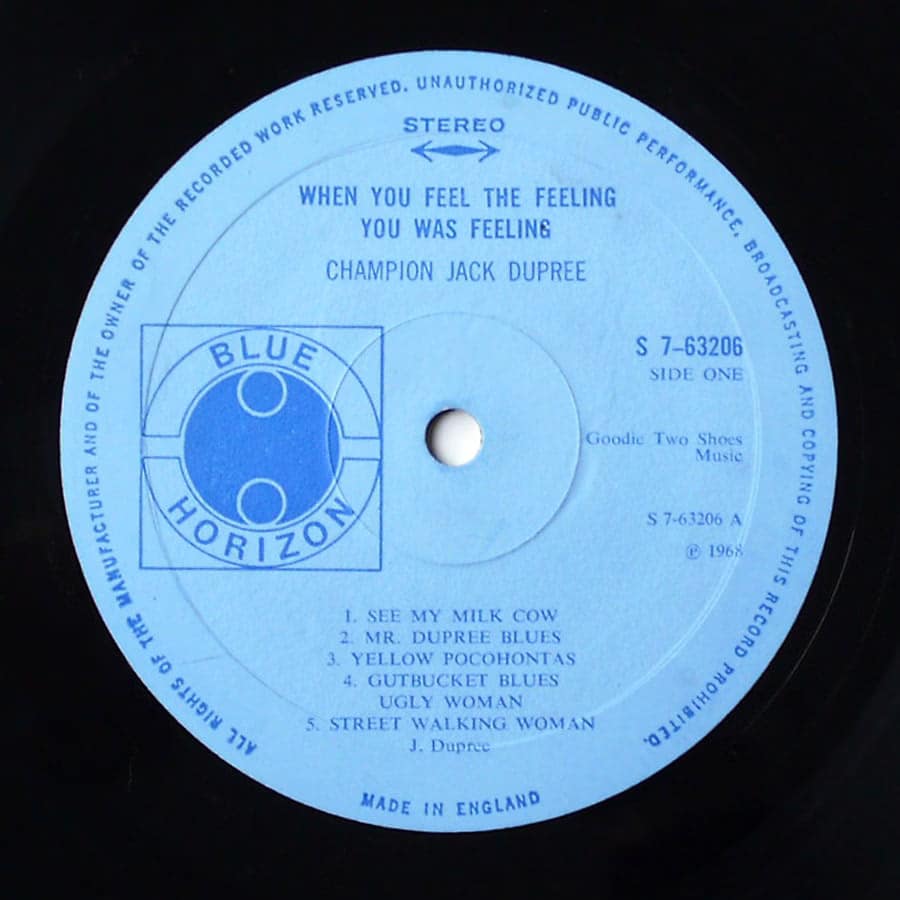 ALL RIGHTS OF THE MANUFACTURER AND OF THE OWNER OF THE RECORDED WORK RESERVED. UNAUTHORIZED PUBLIC PERFORMANCE, BROADCASTING AND COPYING OF THIS RECORD PROHIBITED.
STEREO
WHEN YOU FEEL THE FEELING
YOU WAS FEELING
CHAMPION JACK DUPREE
BLUE
HORIZON
S 7-63206
SIDE ONE
Goodie Two Shoes
Music
S 7-63206 A
℗ 1968
1. SEE MY MILK COW
2. MR. DUPREE BLUES
3. YELLOW POCOHONTAS
4. GUTBUCKET BLUES
UGLY WOMAN
5. STREET WALKING WOMAN
J. Dupree
MADE IN ENGLAND